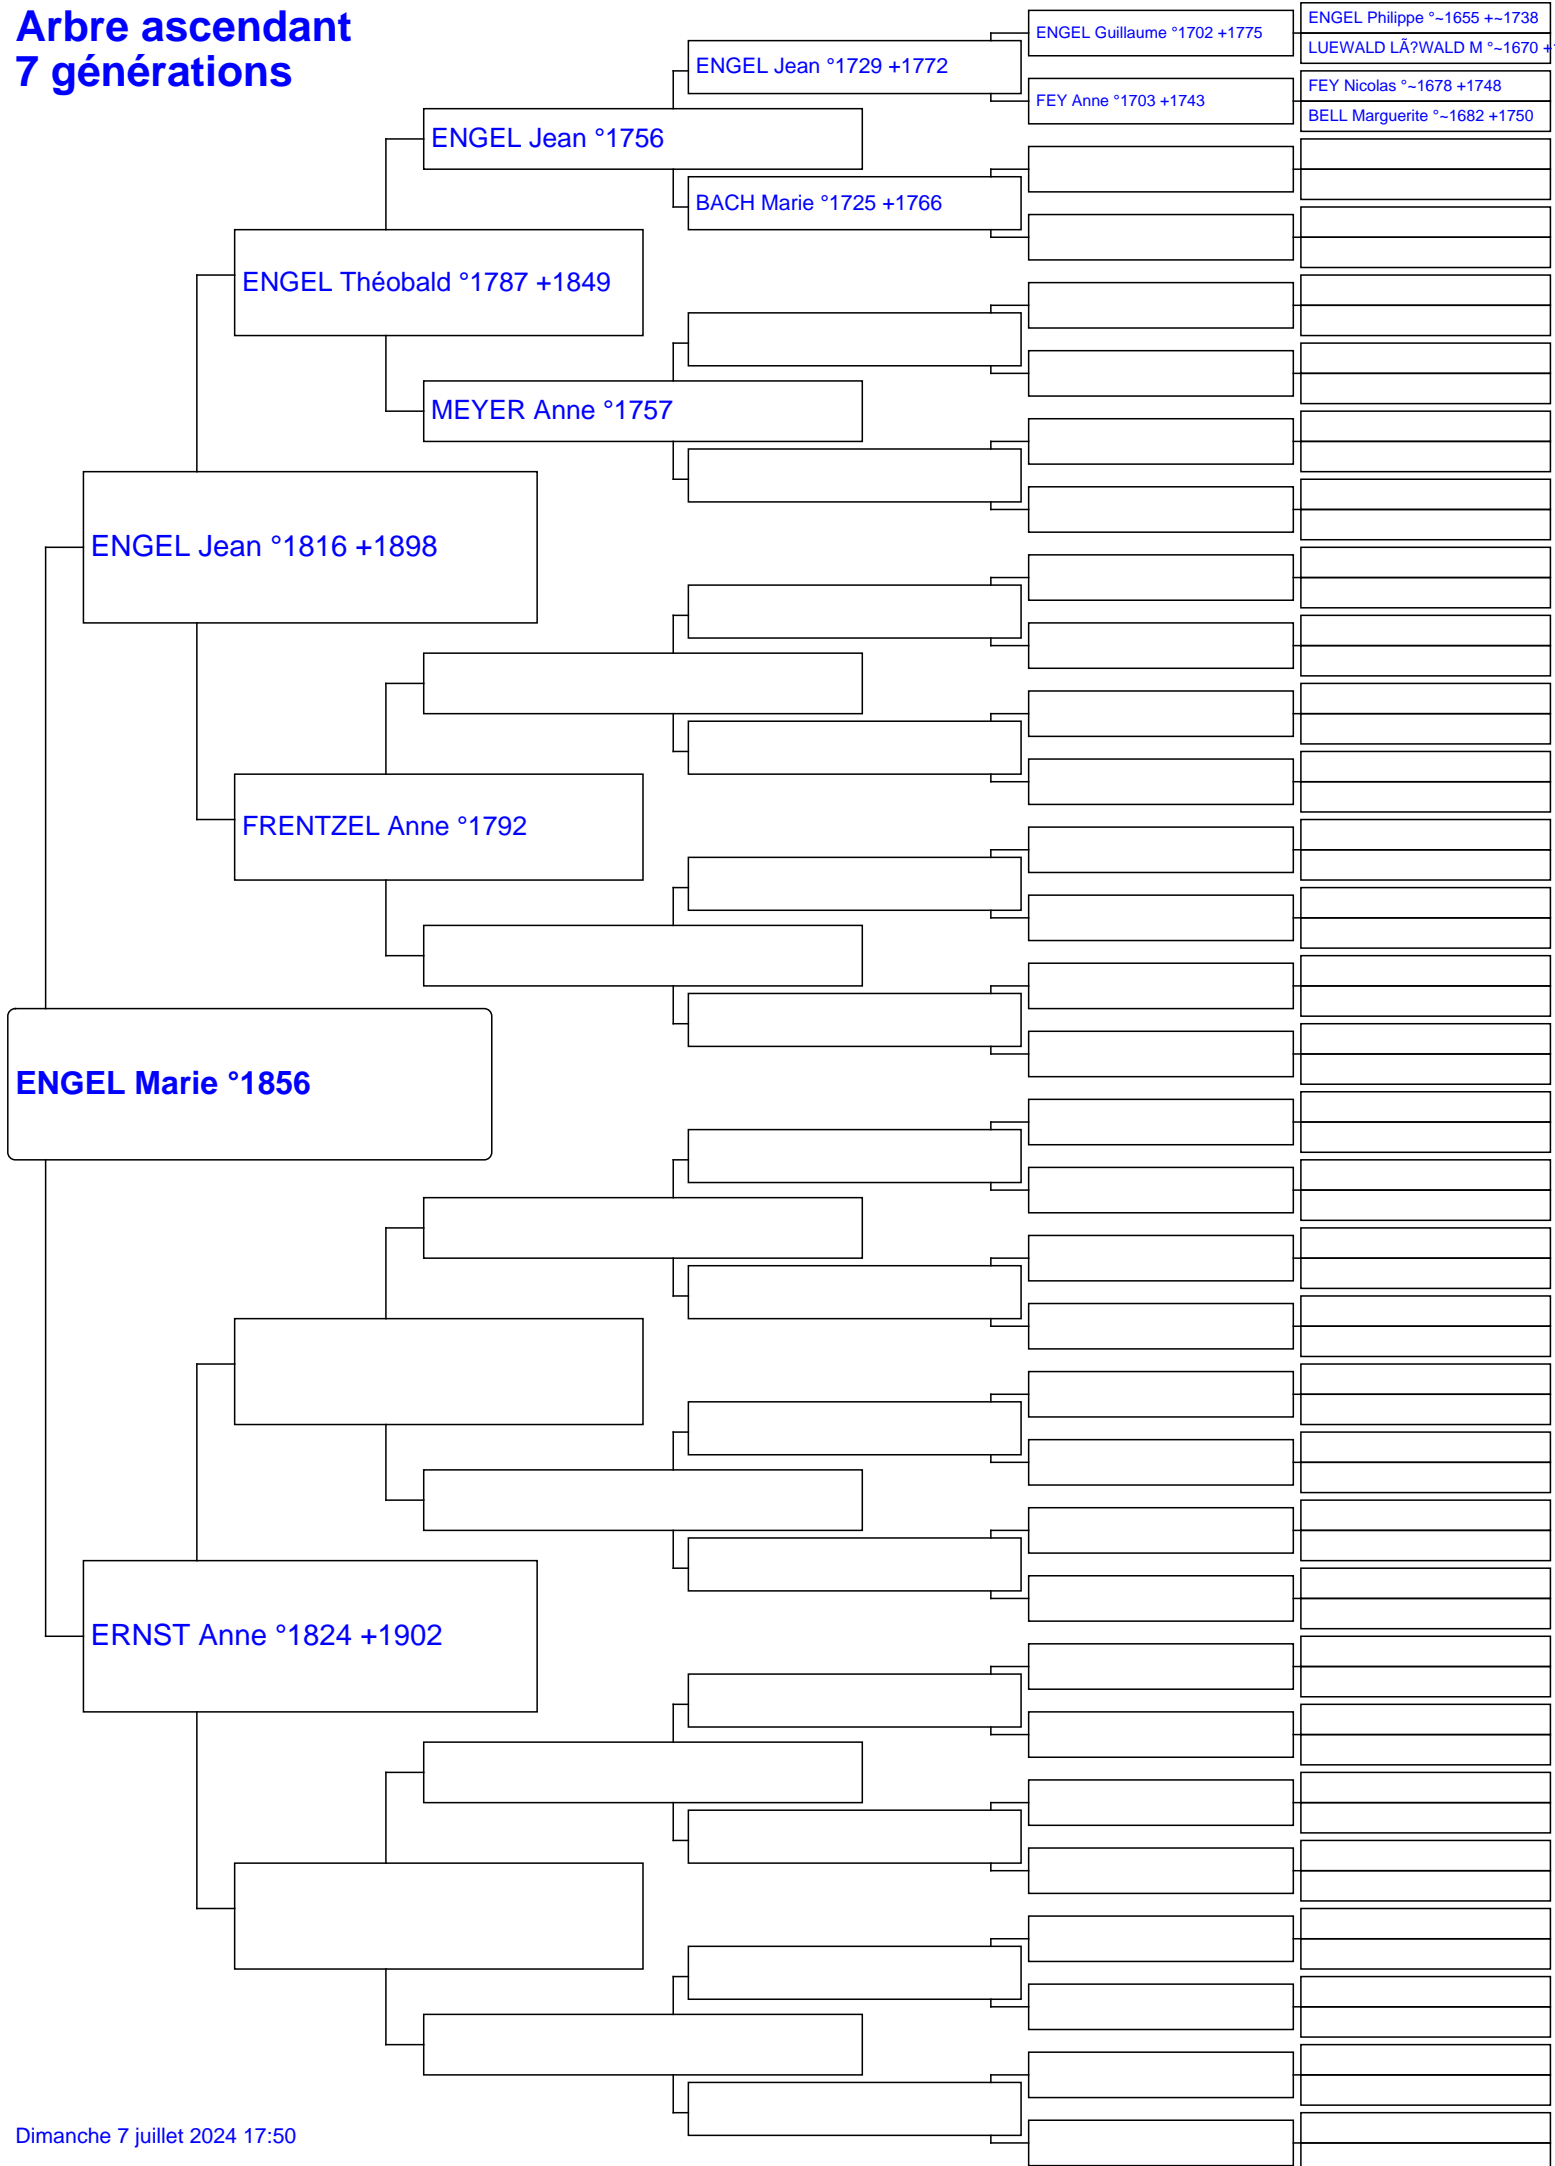 Arbre ascendant
7 générations
ENGEL Guillaume °1702 +1775
ENGEL Philippe °~1655 +~1738
LUEWALD LÃ?WALD M °~1670 +
ENGEL Jean °1729 +1772
FEY Anne °1703 +1743
FEY Nicolas °~1678 +1748
BELL Marguerite °~1682 +1750
ENGEL Jean °1756
BACH Marie °1725 +1766
ENGEL Théobald °1787 +1849
MEYER Anne °1757
ENGEL Jean °1816 +1898
FRENTZEL Anne °1792
ENGEL Marie °1856
ERNST Anne °1824 +1902
Dimanche 7 juillet 2024 17:50